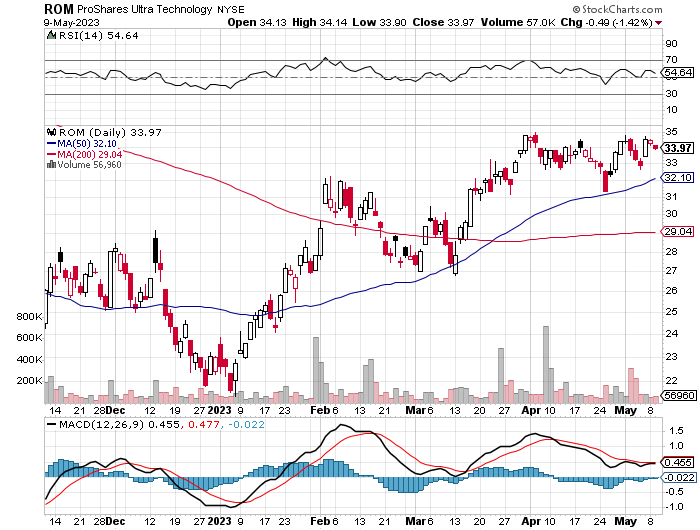 ROM ProShares Ultra Technology NYSE © StockCharts.com
9-May-2023 Open 34.13 High 34.14 Low 33.90 Close 33.97 Volume 57.0K Chg -0.49 (-1.42%)
RSI(14) 54.64
90
70
54.64
50
30
10
ROM (Daily) 33.97
MA(50) 32.10
MA(200) 29.04
Volume 56,960
35
33.97
33
32.10
31
30
29.04
28
27
26
25
24
23
22
800K
600K
400K
200K
56960
14 21 28 Dec 12 19 27 2023 9 17 23 Feb 6 13 21 Mar 6 13 20 27 Apr 10 17 24 May 8
MACD(12,26,9) 0.455, 0.477, -0.022
1.5
1.0
0.455
-0.022
-0.5
-1.0
14 21 28 Dec 12 19 27 2023 9 17 23 Feb 6 13 21 Mar 6 13 20 27 Apr 10 17 24 May 8